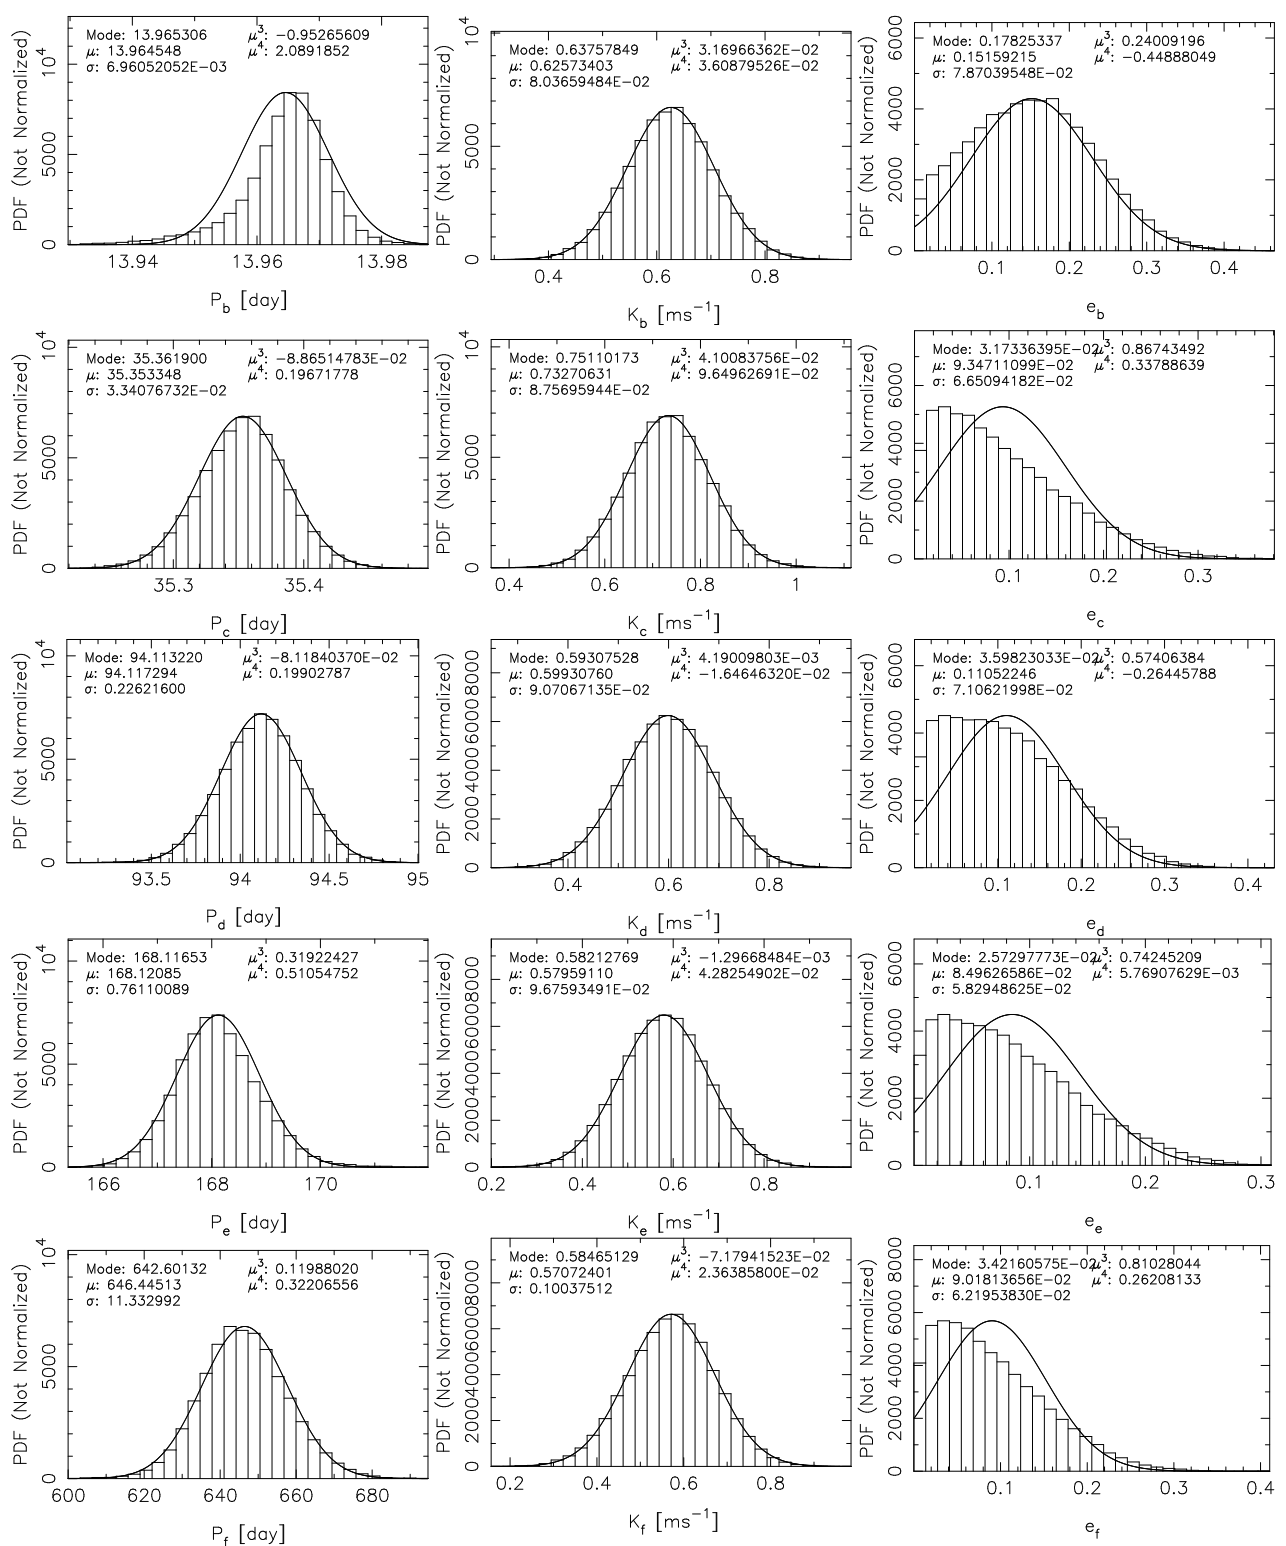 Mode: 13.965306 μ³: −0.95265609
μ: 13.964548 μ⁴: 2.0891852
σ: 6.96052052E−03
PDF (Not Normalized)
0 5000 10⁴
13.94 13.96 13.98
P_b [day]
Mode: 0.63757849 μ³: 3.16966362E−02
μ: 0.62573403 μ⁴: 3.60879526E−02
σ: 8.03659484E−02
PDF (Not Normalized)
0 5000 10⁴
0.4 0.6 0.8
K_b [ms⁻¹]
Mode: 0.17825337 μ³: 0.24009196
μ: 0.15159215 μ⁴: −0.44888049
σ: 7.87039548E−02
PDF (Not Normalized)
0 2000 4000 6000
0.1 0.2 0.3 0.4
e_b
Mode: 35.361900 μ³: −8.86514783E−02
μ: 35.353348 μ⁴: 0.19671778
σ: 3.34076732E−02
PDF (Not Normalized)
0 5000 10⁴
35.3 35.4
P_c [day]
Mode: 0.75110173 μ³: 4.10083756E−02
μ: 0.73270631 μ⁴: 9.64962691E−02
σ: 8.75695944E−02
PDF (Not Normalized)
0 5000 10⁴
0.4 0.6 0.8 1
K_c [ms⁻¹]
Mode: 3.17336395E−02 μ³: 0.86743492
μ: 9.34711099E−02 μ⁴: 0.33788639
σ: 6.65094182E−02
PDF (Not Normalized)
0 2000 4000 6000
0.1 0.2 0.3
e_c
Mode: 94.113220 μ³: −8.11840370E−02
μ: 94.117294 μ⁴: 0.19902787
σ: 0.22621600
PDF (Not Normalized)
0 5000 10⁴
93.5 94 94.5 95
P_d [day]
Mode: 0.59307528 μ³: 4.19009803E−03
μ: 0.59930760 μ⁴: −1.64646320E−02
σ: 9.07067135E−02
PDF (Not Normalized)
0 2000 4000 6000 8000
0.4 0.6 0.8
K_d [ms⁻¹]
Mode: 3.59823033E−02 μ³: 0.57406384
μ: 0.11052246 μ⁴: −0.26445788
σ: 7.10621998E−02
PDF (Not Normalized)
0 2000 4000 6000
0.1 0.2 0.3 0.4
e_d
Mode: 168.11653 μ³: 0.31922427
μ: 168.12085 μ⁴: 0.51054752
σ: 0.76110089
PDF (Not Normalized)
0 5000 10⁴
166 168 170
P_e [day]
Mode: 0.58212769 μ³: −1.29668484E−03
μ: 0.57959110 μ⁴: 4.28254902E−02
σ: 9.67593491E−02
PDF (Not Normalized)
0 2000 4000 6000 8000
0.2 0.4 0.6 0.8
K_e [ms⁻¹]
Mode: 2.57297773E−02 μ³: 0.74245209
μ: 8.49626586E−02 μ⁴: 5.76907629E−03
σ: 5.82948625E−02
PDF (Not Normalized)
0 2000 4000 6000
0.1 0.2 0.3
e_e
Mode: 642.60132 μ³: 0.11988020
μ: 646.44513 μ⁴: 0.32206556
σ: 11.332992
PDF (Not Normalized)
0 5000 10⁴
600 620 640 660 680
P_f [day]
Mode: 0.58465129 μ³: −7.17941523E−02
μ: 0.57072401 μ⁴: 2.36385800E−02
σ: 0.10037512
PDF (Not Normalized)
0 2000 4000 6000 8000
0.2 0.4 0.6 0.8
K_f [ms⁻¹]
Mode: 3.42160575E−02 μ³: 0.81028044
μ: 9.01813656E−02 μ⁴: 0.26208133
σ: 6.21953830E−02
PDF (Not Normalized)
0 2000 4000 6000 8000
0.1 0.2 0.3 0.4
e_f